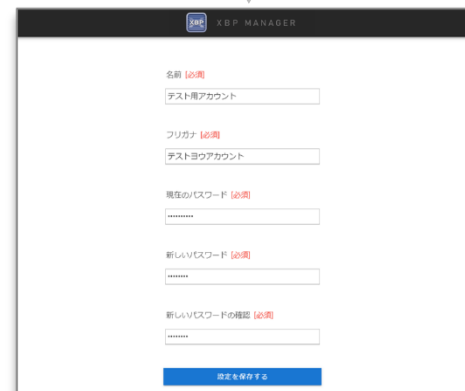 XBP XBP MANAGER
名前 [必須]
テスト用アカウント
フリガナ [必須]
テストヨウアカウント
現在のパスワード [必須]
••••••••••
新しいパスワード [必須]
••••••••
新しいパスワードの確認 [必須]
••••••••
設定を保存する